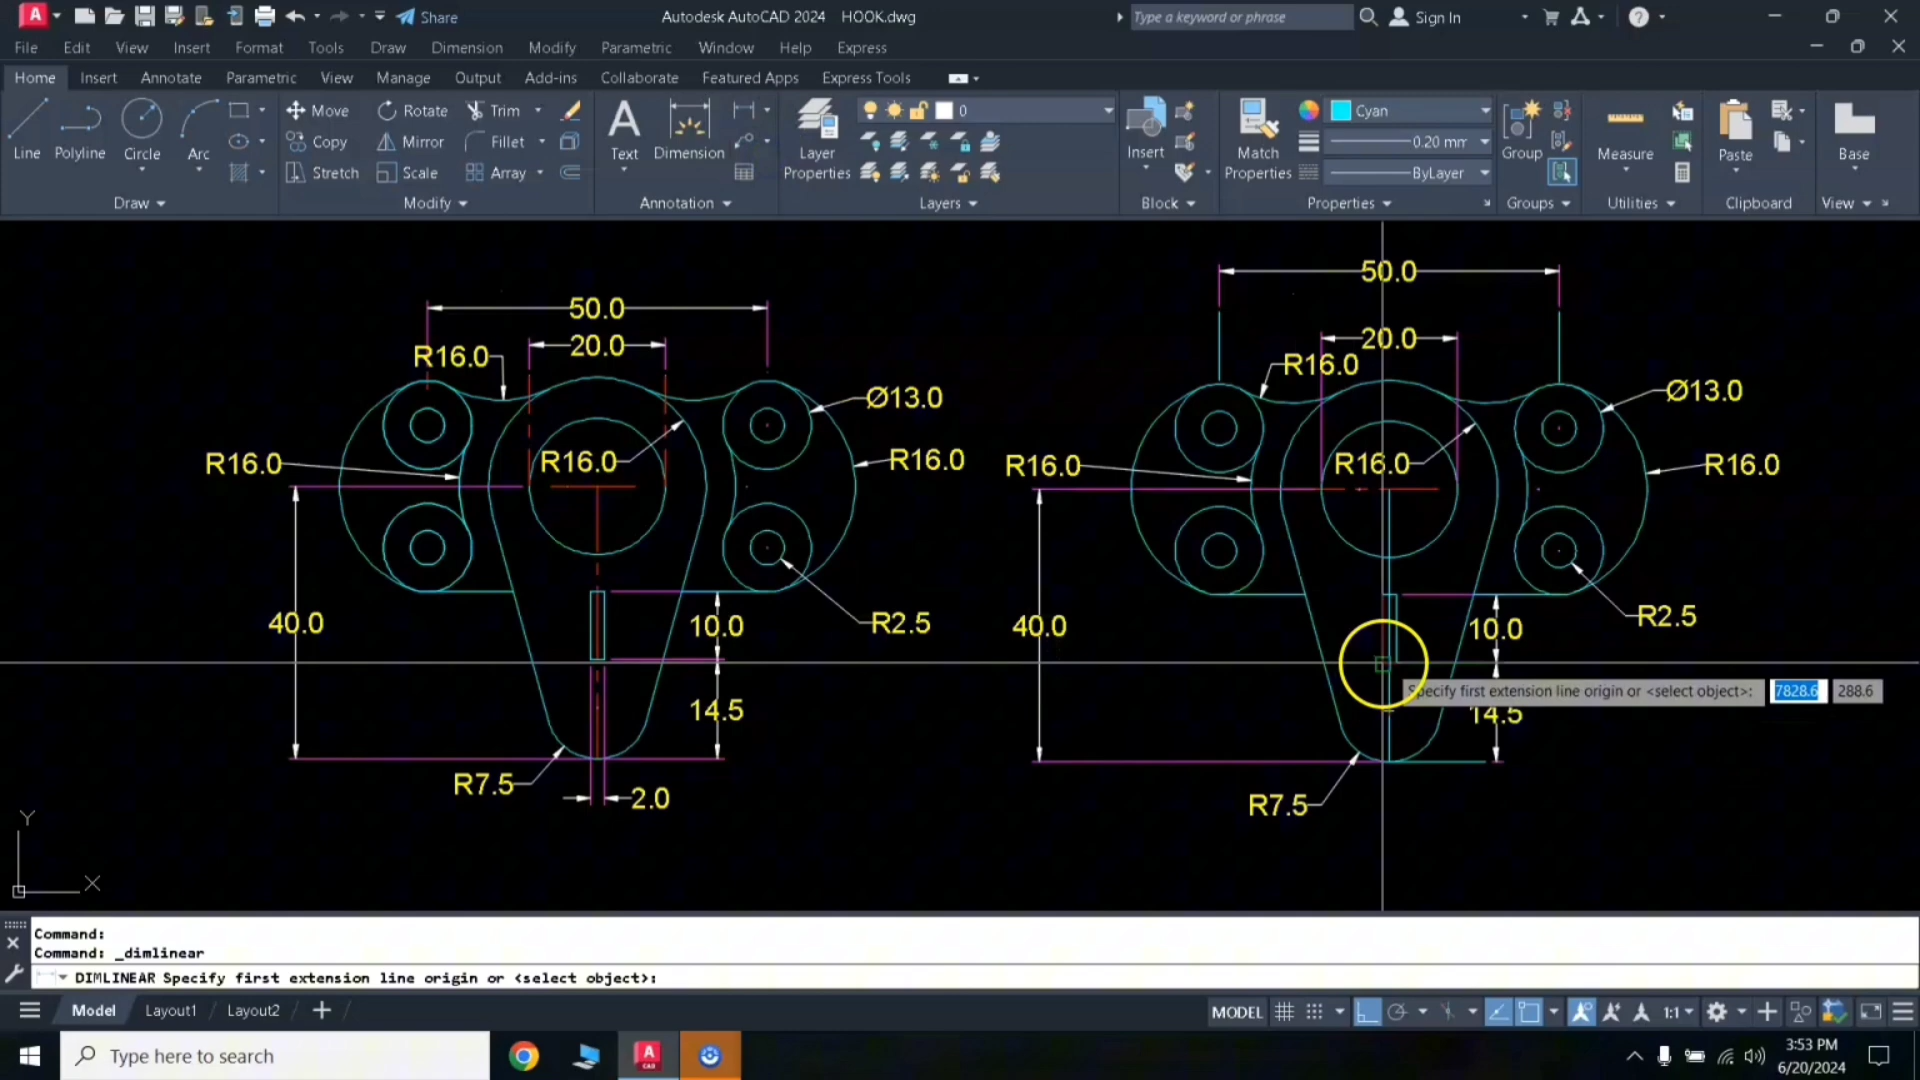 Share
Autodesk AutoCAD 2024 HOOK.dwg
Type a keyword or phrase
Sign In
File Edit View Insert Format Tools Draw Dimension Modify Parametric Window Help Express
Home Insert Annotate Parametric View Manage Output Add-ins Collaborate Featured Apps Express Tools
Line Polyline Circle Arc
Move Rotate Trim
Copy Mirror Fillet
Stretch Scale Array
Text Dimension
Layer Properties
0
Insert
Match Properties
Cyan
0.20 mm
ByLayer
Group
Measure
Paste
Base
Draw Modify Annotation Layers Block Properties Groups Utilities Clipboard View
50.0
20.0
R16.0
Ø13.0
R16.0
R16.0
R16.0
40.0
10.0
R2.5
14.5
R7.5
2.0
50.0
20.0
R16.0
Ø13.0
R16.0
R16.0
R16.0
40.0
10.0
R2.5
Specify first extension line origin or <select object>: 7828.6 288.6
14.5
R7.5
Y
X
Command:
Command: _dimlinear
DIMLINEAR Specify first extension line origin or <select object>:
Model Layout1 Layout2
MODEL
1:1
Type here to search
A CAD
3:53 PM
6/20/2024